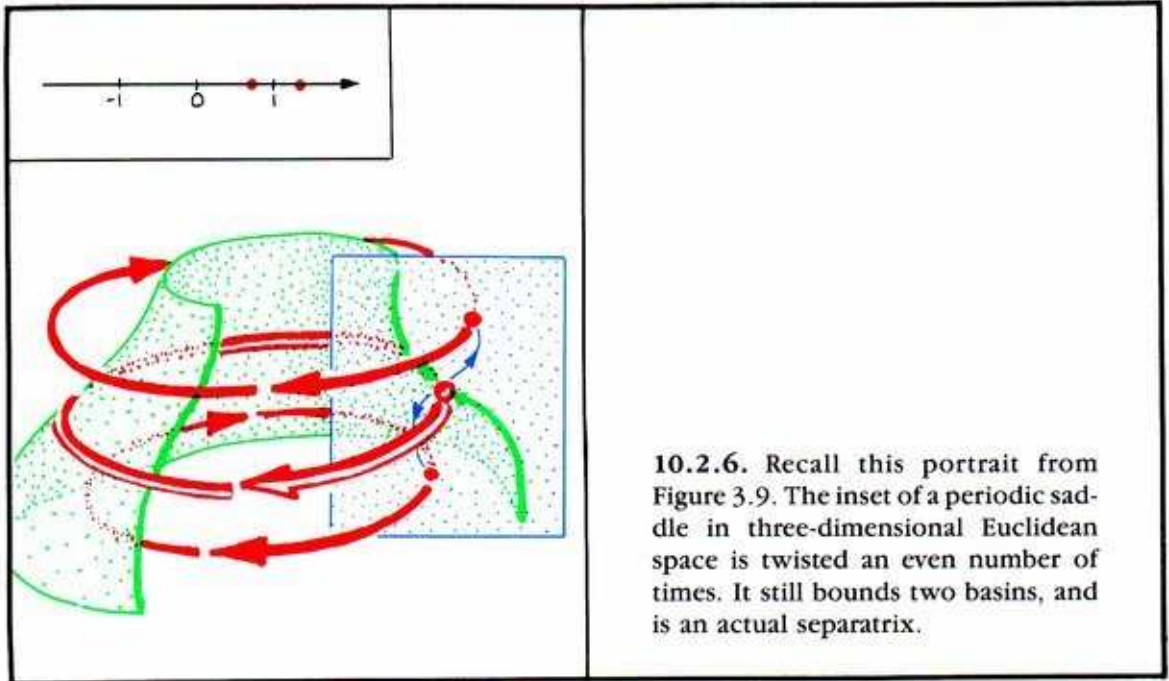 -1 0 1
10.2.6. Recall this portrait from
Figure 3.9. The inset of a periodic sad-
dle in three-dimensional Euclidean
space is twisted an even number of
times. It still bounds two basins, and
is an actual separatrix.